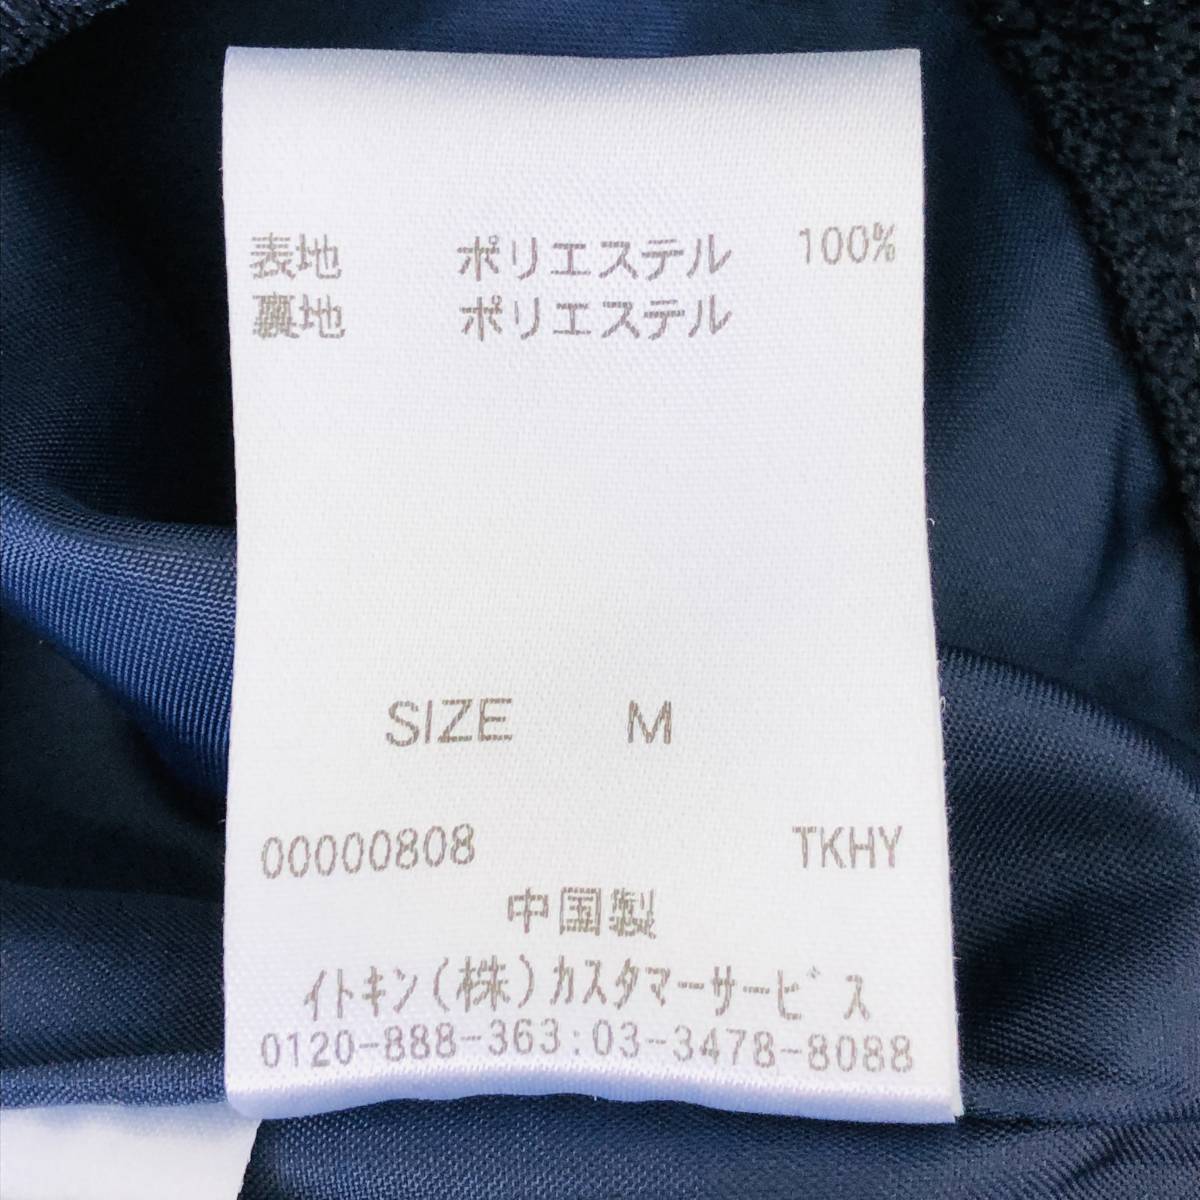 表地 ポリエステル 100%
裏地 ポリエステル
SIZE M
00000808 TKHY
中国製
ｲﾄｷﾝ(株)ｶｽﾀﾏｰｻｰﾋﾞｽ
0120-888-363:03-3478-8088